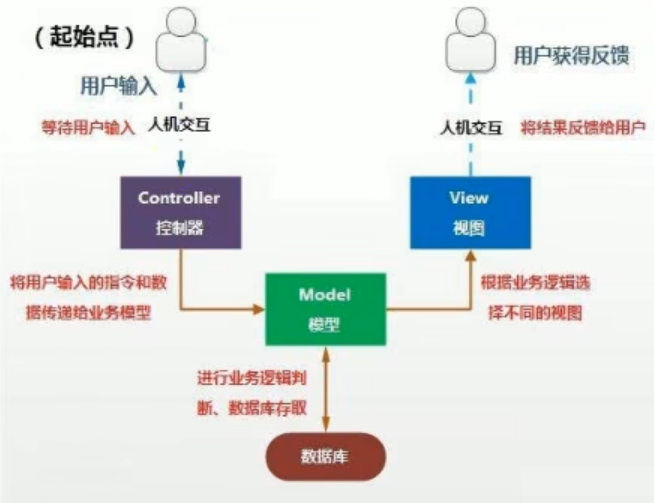 （起始点）
用户输入
等待用户输入
人机交互
用户获得反馈
人机交互
将结果反馈给用户
Controller
控制器
View
视图
将用户输入的指令和数
据传递给业务模型
Model
模型
根据业务逻辑选
择不同的视图
进行业务逻辑判
断、数据库存取
数据库